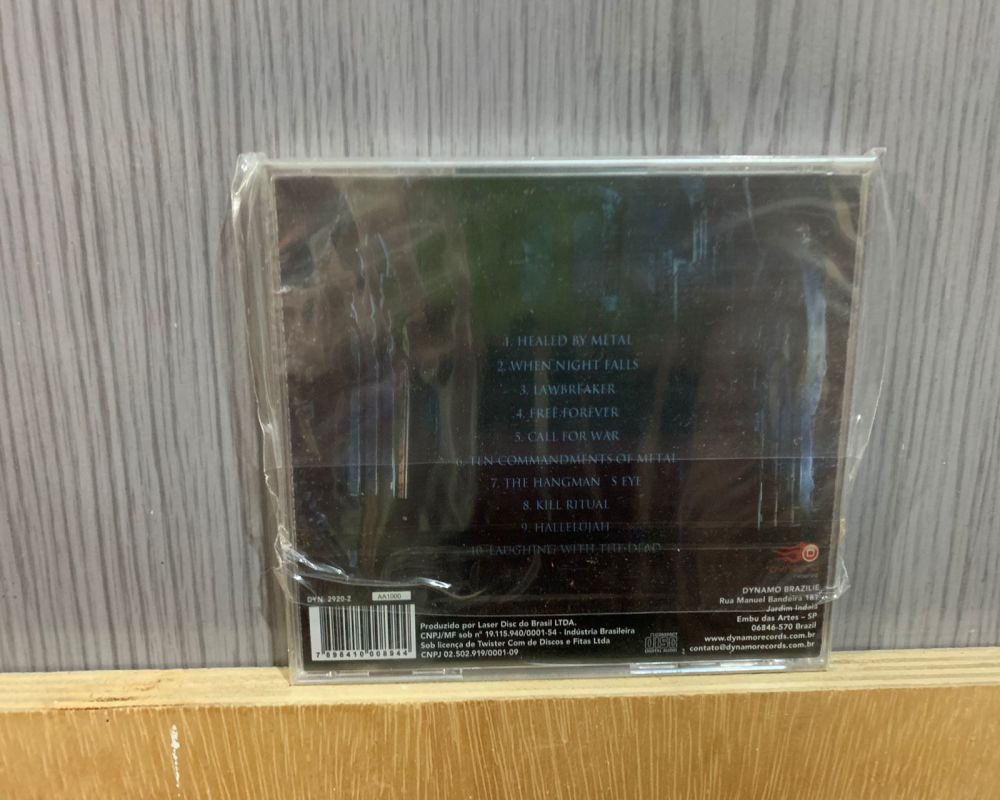 1. HEALED BY METAL
2. WHEN NIGHT FALLS
3. LAWBREAKER
4. FREE FOREVER
5. CALL FOR WAR
6. TEN COMMANDMENTS OF METAL
7. THE HANGMAN´S EYE
8. KILL RITUAL
9. HALLELUJAH
10. LAUGHING WITH THE DEAD
DYN 2920-2
AA1000
7 898410 008944
Produzido por Laser Disc do Brasil LTDA.
CNPJ/MF sob n° 19.115.940/0001-54 - Indústria Brasileira
Sob licença de Twister Com de Discos e Fitas Ltda
CNPJ 02.502.919/0001-09
COMPACT
disc
DIGITAL AUDIO
DYNAMO BRAZILIE
Rua Manuel Bandeira 187
Jardim Indaiá
Embu das Artes – SP
06846-570 Brazil
www.dynamorecords.com.br
contato@dynamorecords.com.br